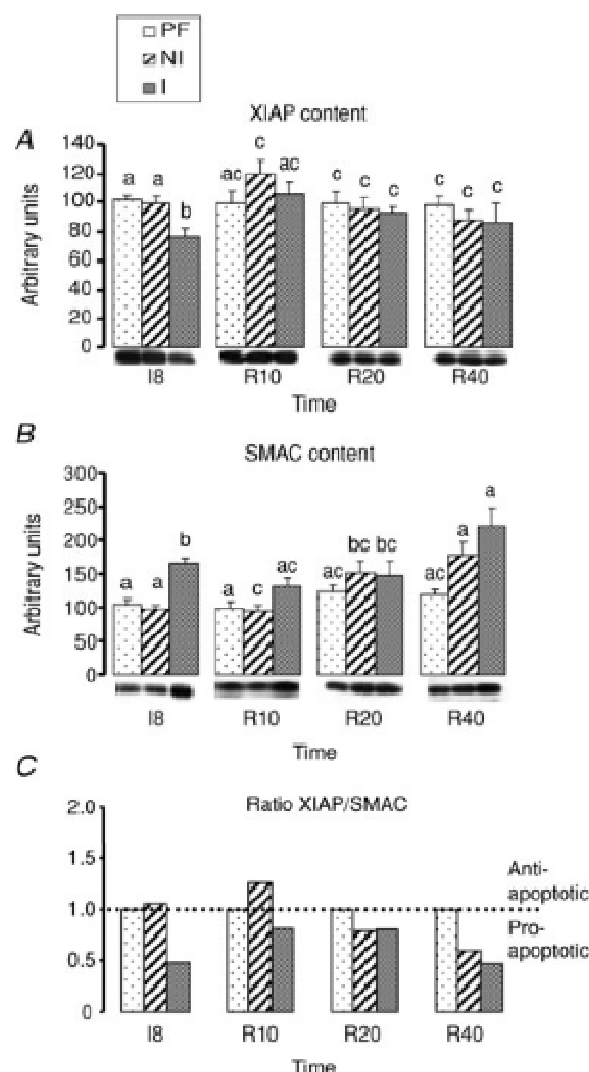 PF
NII
I
XIAP content
A
140
120
100
80
60
40
20
0
Arbitrary units
a a b
ac c ac
c c c
c c c
I8 R10 R20 R40
Time
B
SMAC content
300
250
200
150
100
50
0
Arbitrary units
a a b
a c ac
ac bc bc
ac a a
I8 R10 R20 R40
Time
C
Ratio XIAP/SMAC
2.0
1.5
1.0
0.5
0
Anti-
apoptotic
Pro-
apoptotic
I8 R10 R20 R40
Time